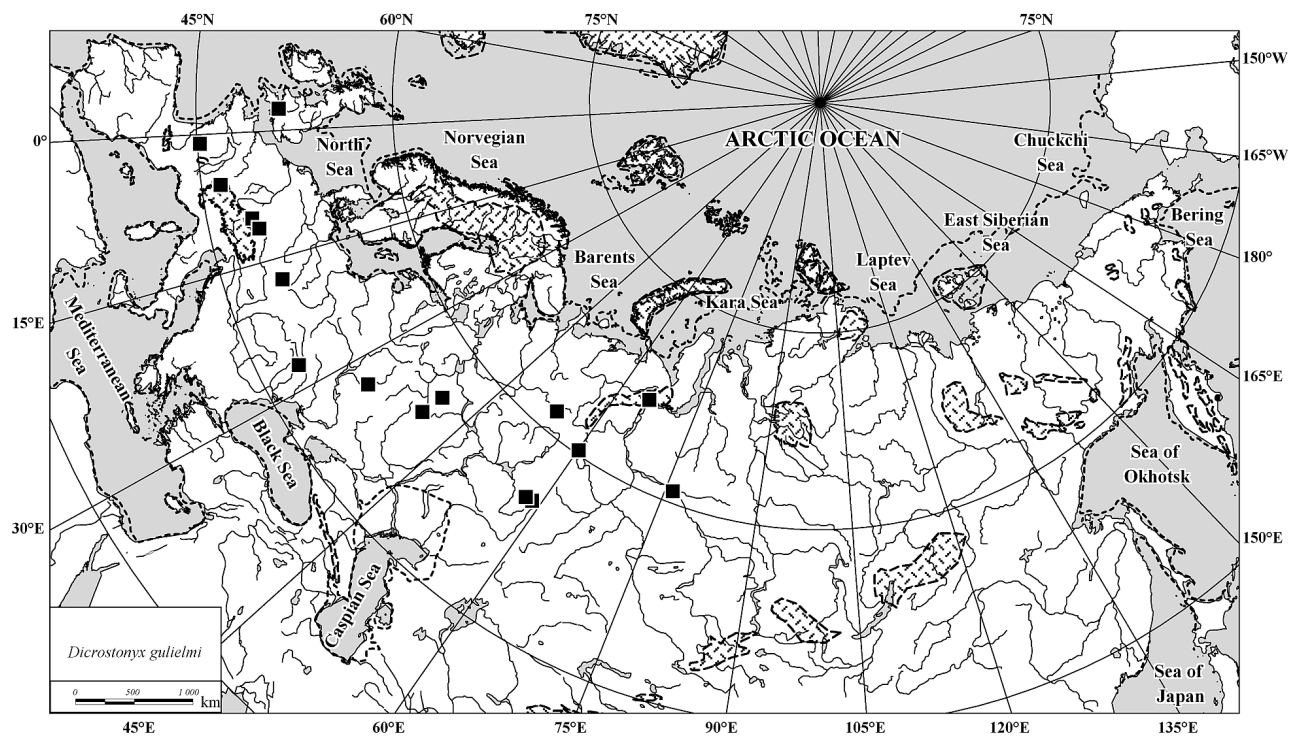 45°N
60°N
75°N
75°N
150°W
0°
North
Sea
Norvegian
Sea
ARCTIC OCEAN
Chuckchi
Sea
165°W
Bering
Sea
East Siberian
Sea
Laptev
Sea
180°
Barents
Sea
Kara Sea
15°E
Mediterranean
Sea
165°E
Black Sea
Sea of
Okhotsk
30°E
150°E
Caspian Sea
Dicrostonyx gulielmi
0 500 1 000
km
Sea of
Japan
45°E
60°E
75°E
90°E
105°E
120°E
135°E